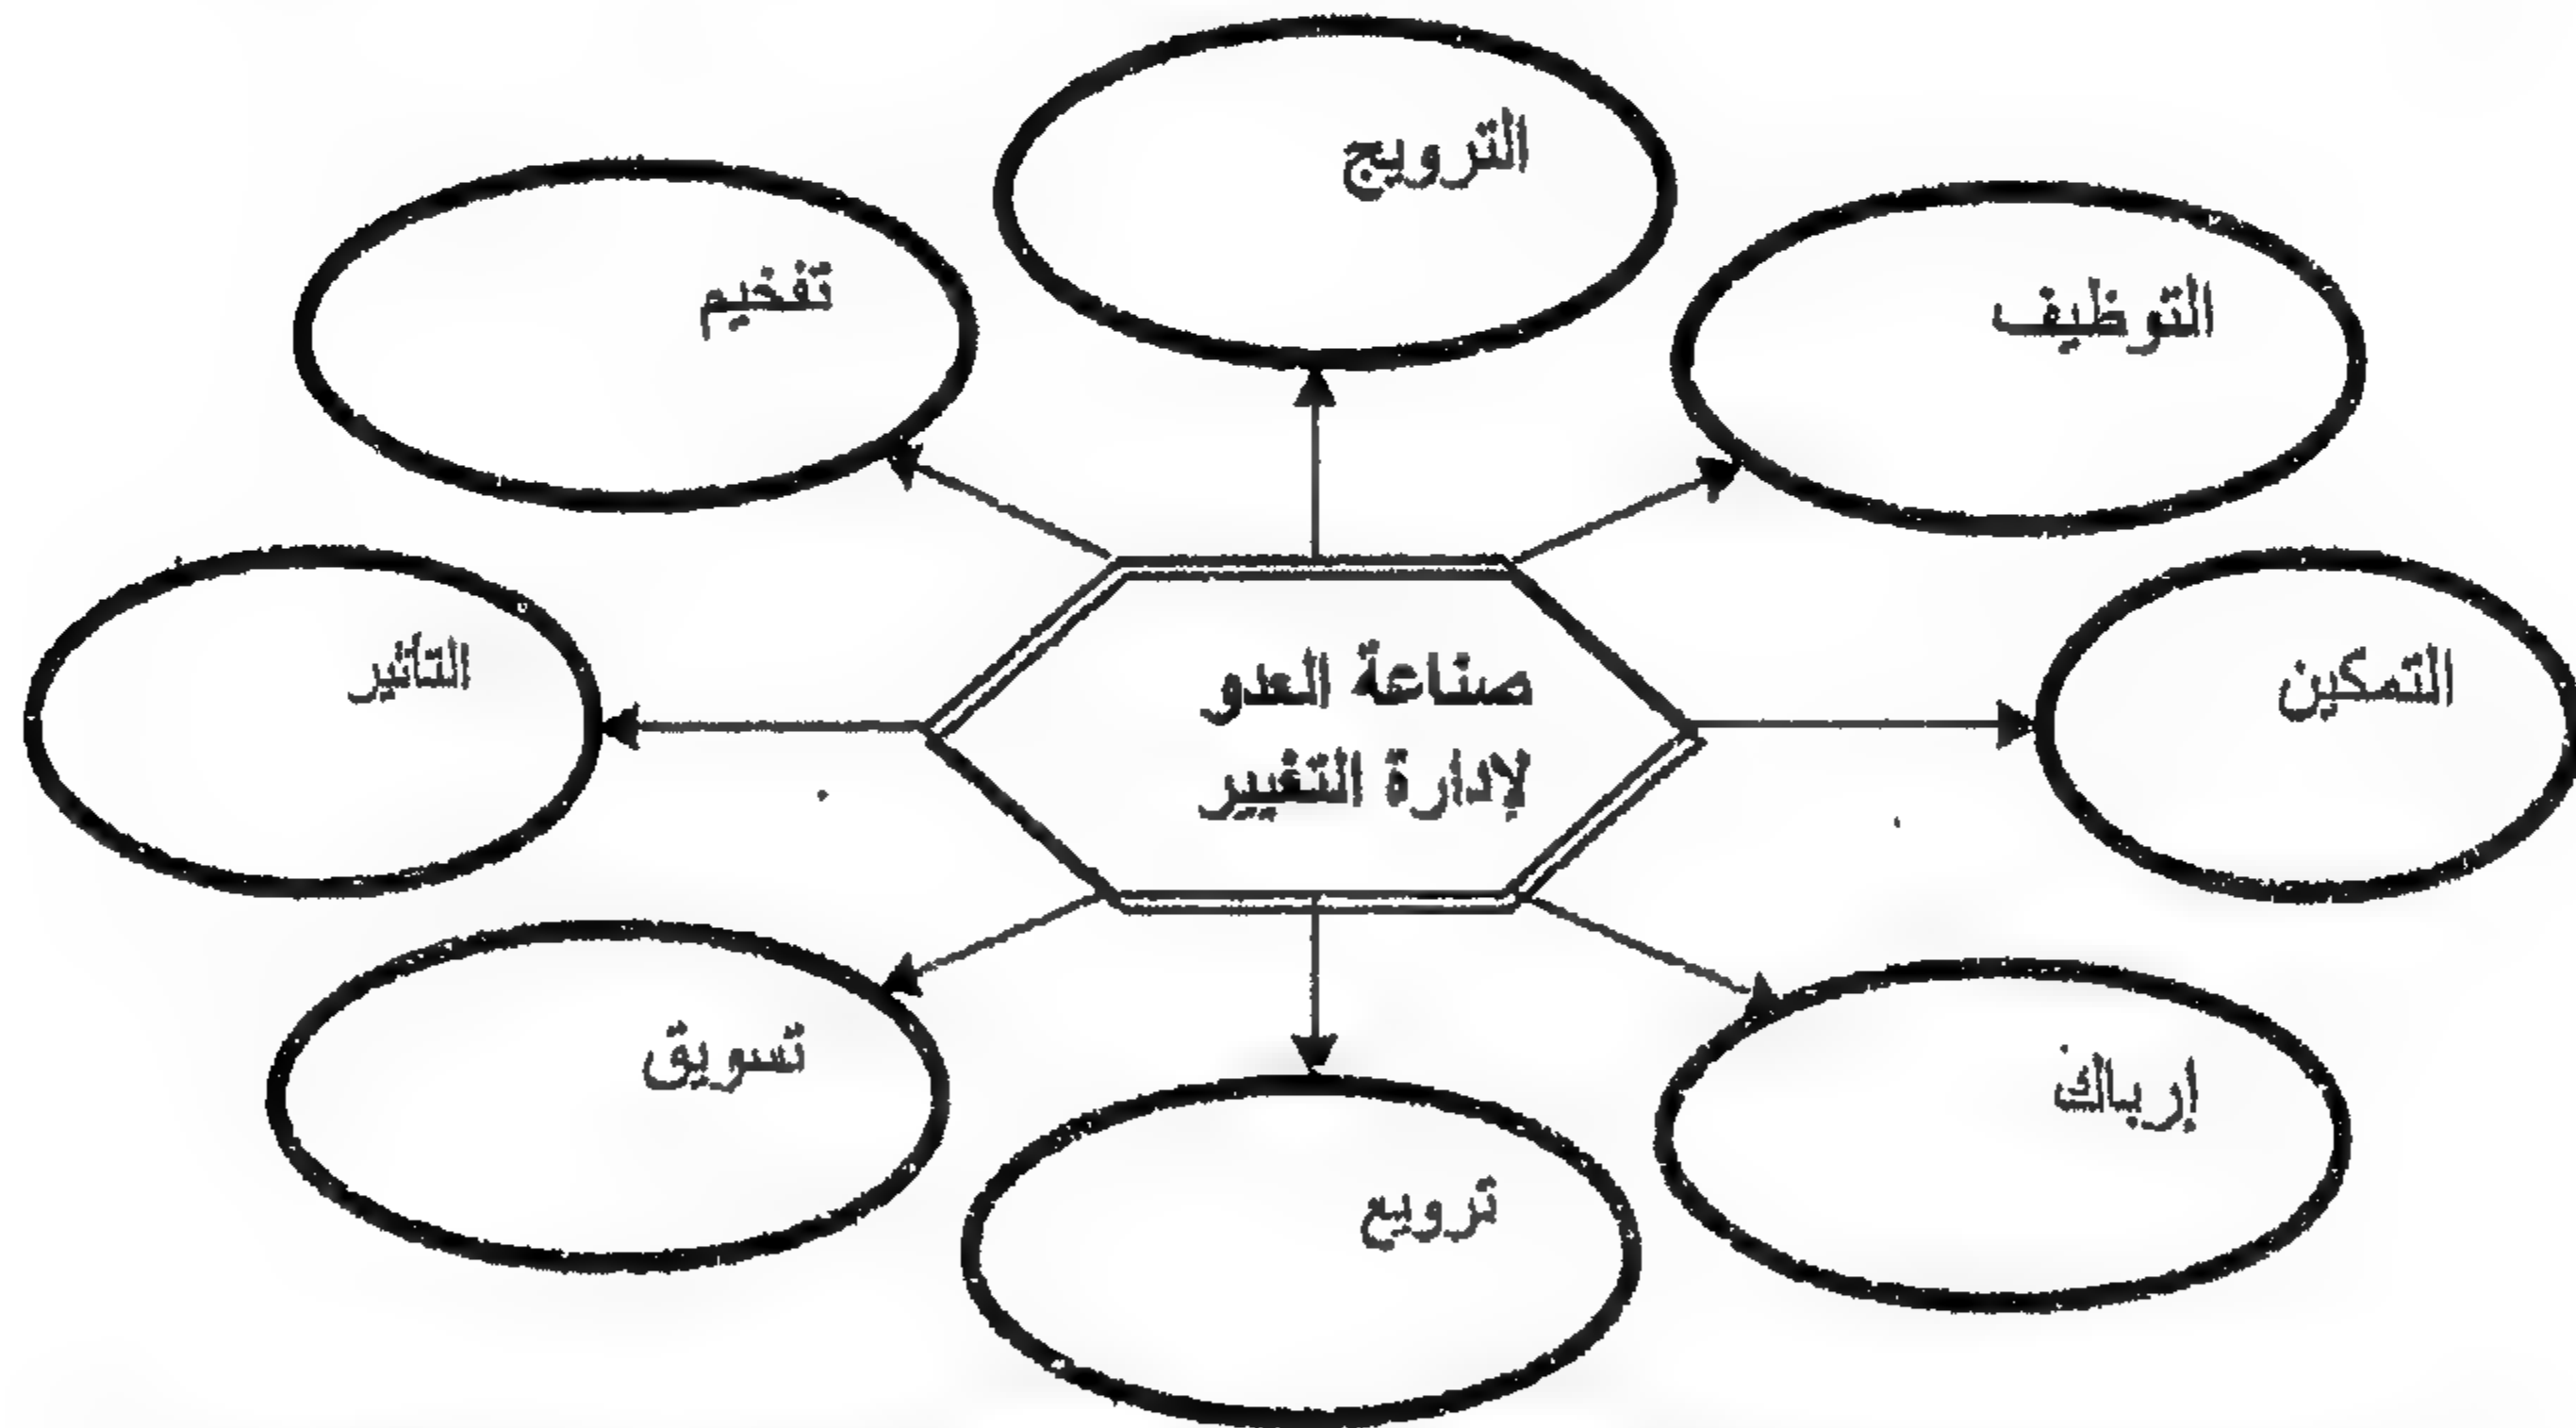 الترويج
التوظيف
تفخيم
التمكين
التأثير
صناعة العدو
لإدارة التغيير
إرباك
تسويق
ترويع